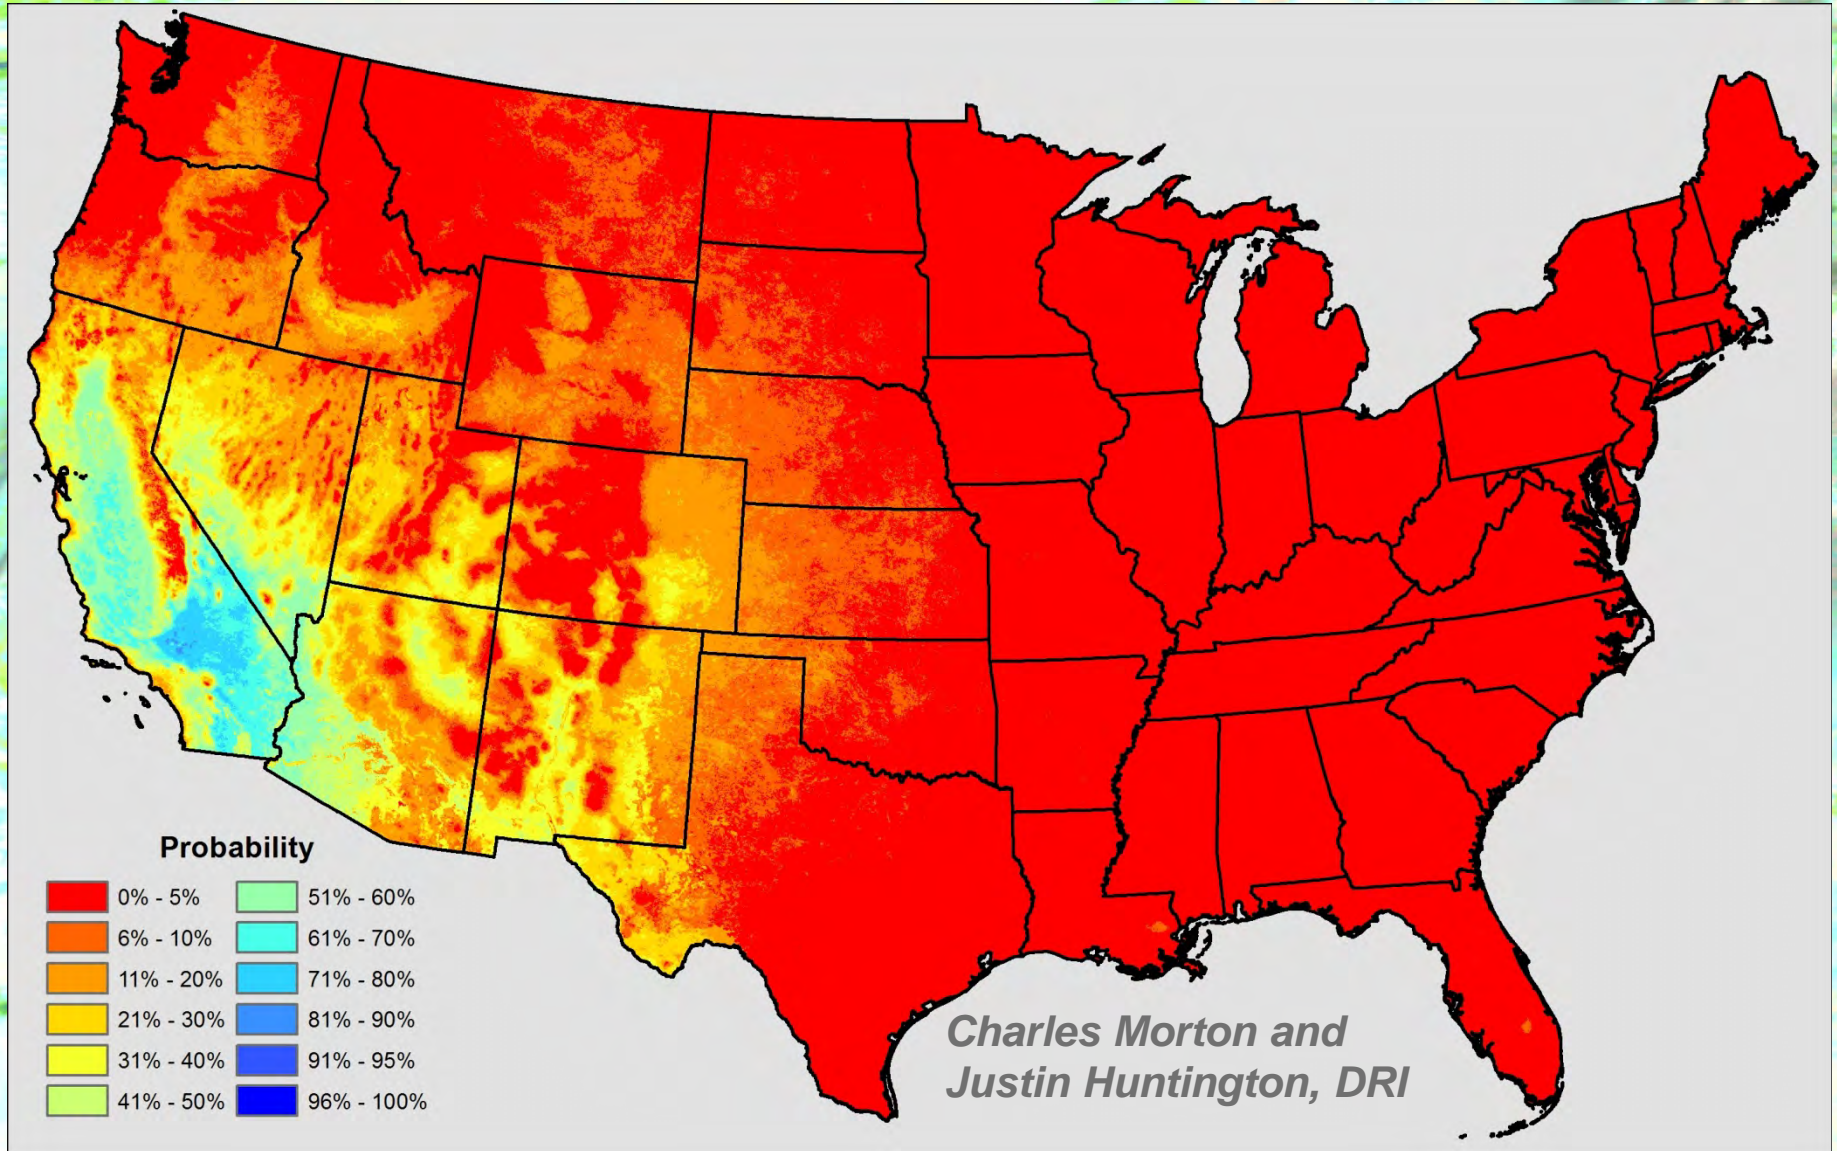 Probability
0% - 5%
6% - 10%
11% - 20%
21% - 30%
31% - 40%
41% - 50%
51% - 60%
61% - 70%
71% - 80%
81% - 90%
91% - 95%
96% - 100%
Charles Morton and
Justin Huntington, DRI